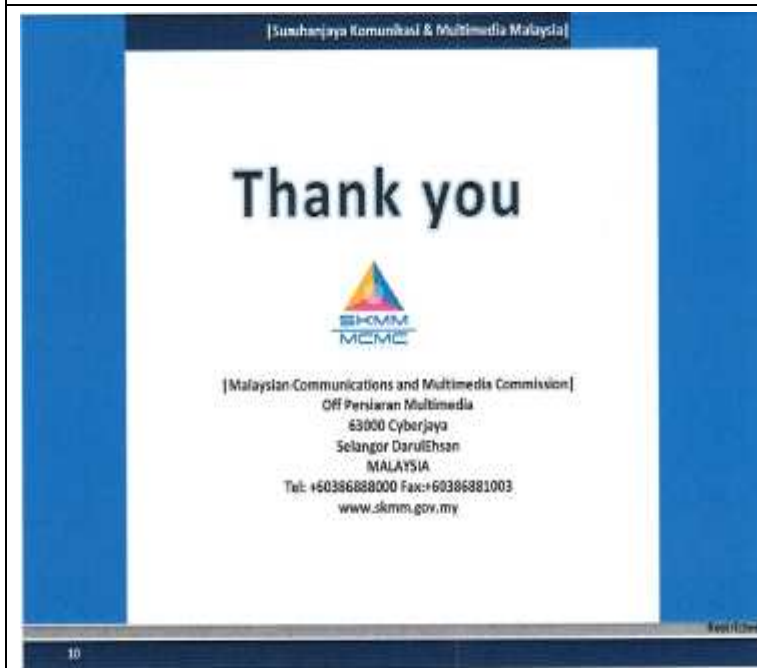 [Suruhanjaya Komunikasi & Multimedia Malaysia]
Thank you
SKMM
MCMC
[Malaysian Communications and Multimedia Commission]
Off Persiaran Multimedia
63000 Cyberjaya
Selangor DarulEhsan
MALAYSIA
Tel: +60386888000 Fax:+60386881003
www.skmm.gov.my
10